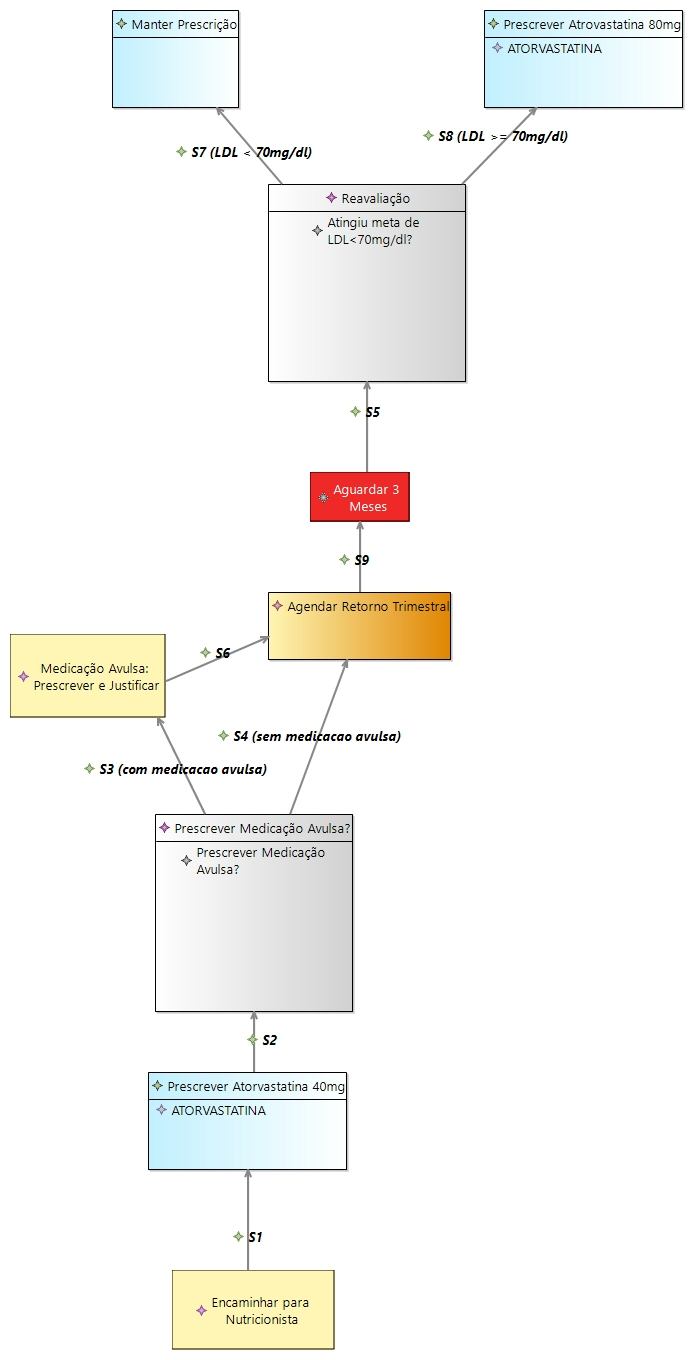 Manter Prescrição
Prescrever Atrovastatina 80mg
ATORVASTATINA
S8 (LDL >= 70mg/dl)
S7 (LDL < 70mg/dl)
Reavaliação
Atingiu meta de
LDL<70mg/dl?
S5
Aguardar 3
Meses
S9
Agendar Retorno Trimestral
S6
Medicação Avulsa:
Prescrever e Justificar
S4 (sem medicacao avulsa)
S3 (com medicacao avulsa)
Prescrever Medicação Avulsa?
Prescrever Medicação
Avulsa?
S2
Prescrever Atorvastatina 40mg
ATORVASTATINA
S1
Encaminhar para
Nutricionista